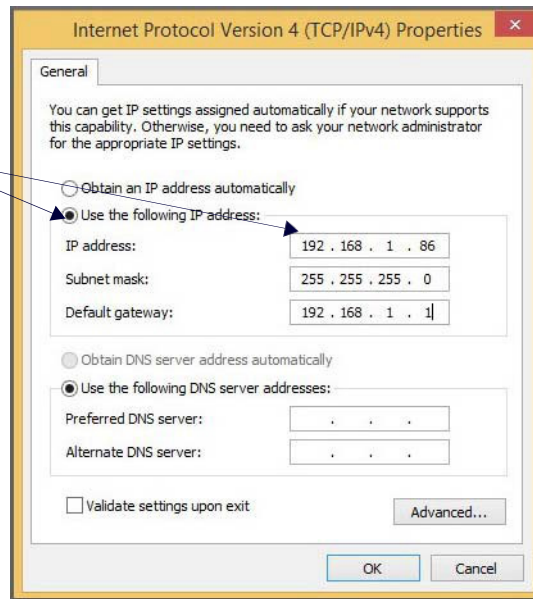 Internet Protocol Version 4 (TCP/IPv4) Properties
General
You can get IP settings assigned automatically if your network supports
this capability. Otherwise, you need to ask your network administrator
for the appropriate IP settings.
Obtain an IP address automatically
Use the following IP address:
IP address: 192 . 168 . 1 . 86
Subnet mask: 255 . 255 . 255 . 0
Default gateway: 192 . 168 . 1 . 1
Obtain DNS server address automatically
Use the following DNS server addresses:
Preferred DNS server: . . .
Alternate DNS server: . . .
Validate settings upon exit
Advanced...
OK Cancel